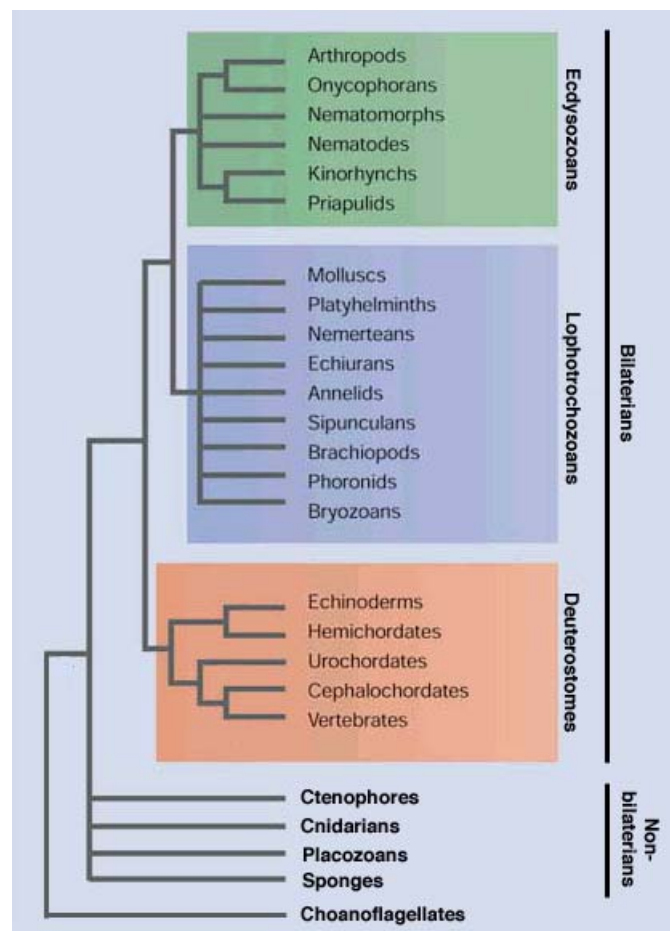 Arthropods
Onycophorans
Nematomorphs
Nematodes
Kinorhynchs
Priapulids
Ecdysozoans
Molluscs
Platyhelminths
Nemerteans
Echiurans
Annelids
Sipunculans
Brachiopods
Phoronids
Bryozoans
Lophotrochozoans
Echinoderms
Hemichordates
Urochordates
Cephalochordates
Vertebrates
Deuterostomes
Bilaterians
Ctenophores
Cnidarians
Placozoans
Sponges
Non-
bilaterians
Choanoflagellates